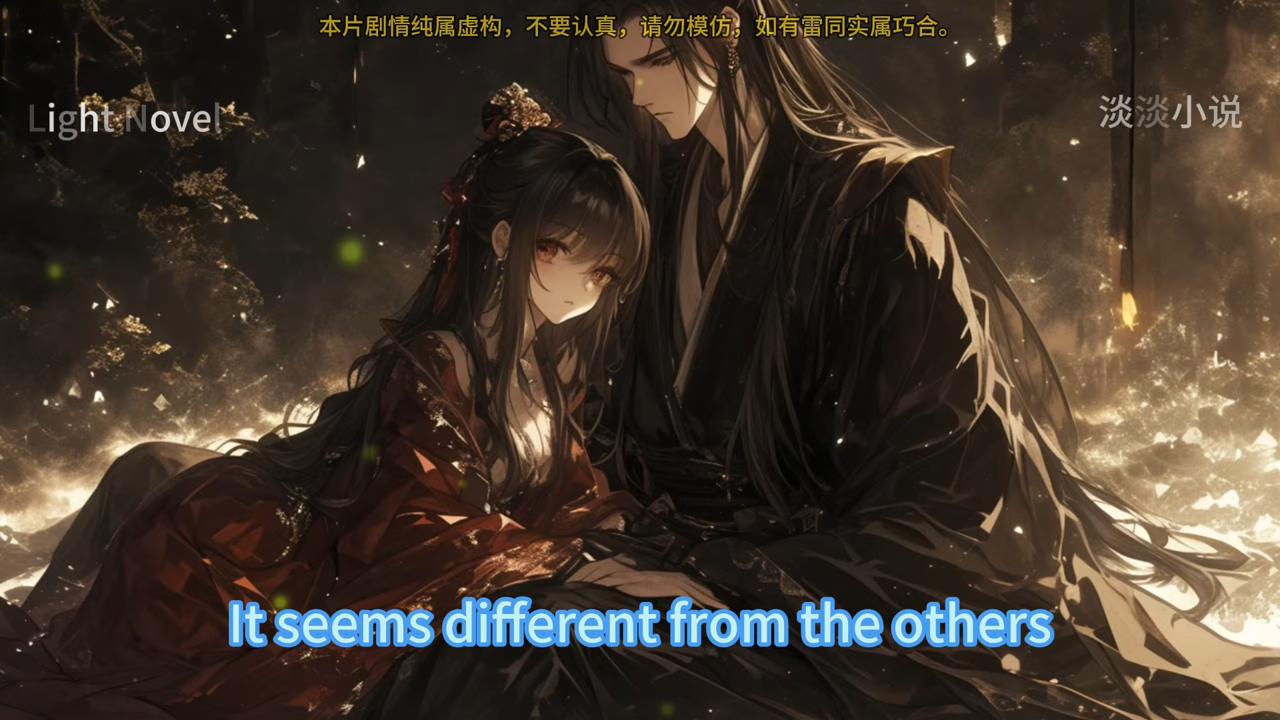 本片剧情纯属虚构，不要认真，请勿模仿，如有雷同实属巧合。
Light Novel
淡淡小说
It seems different from the others